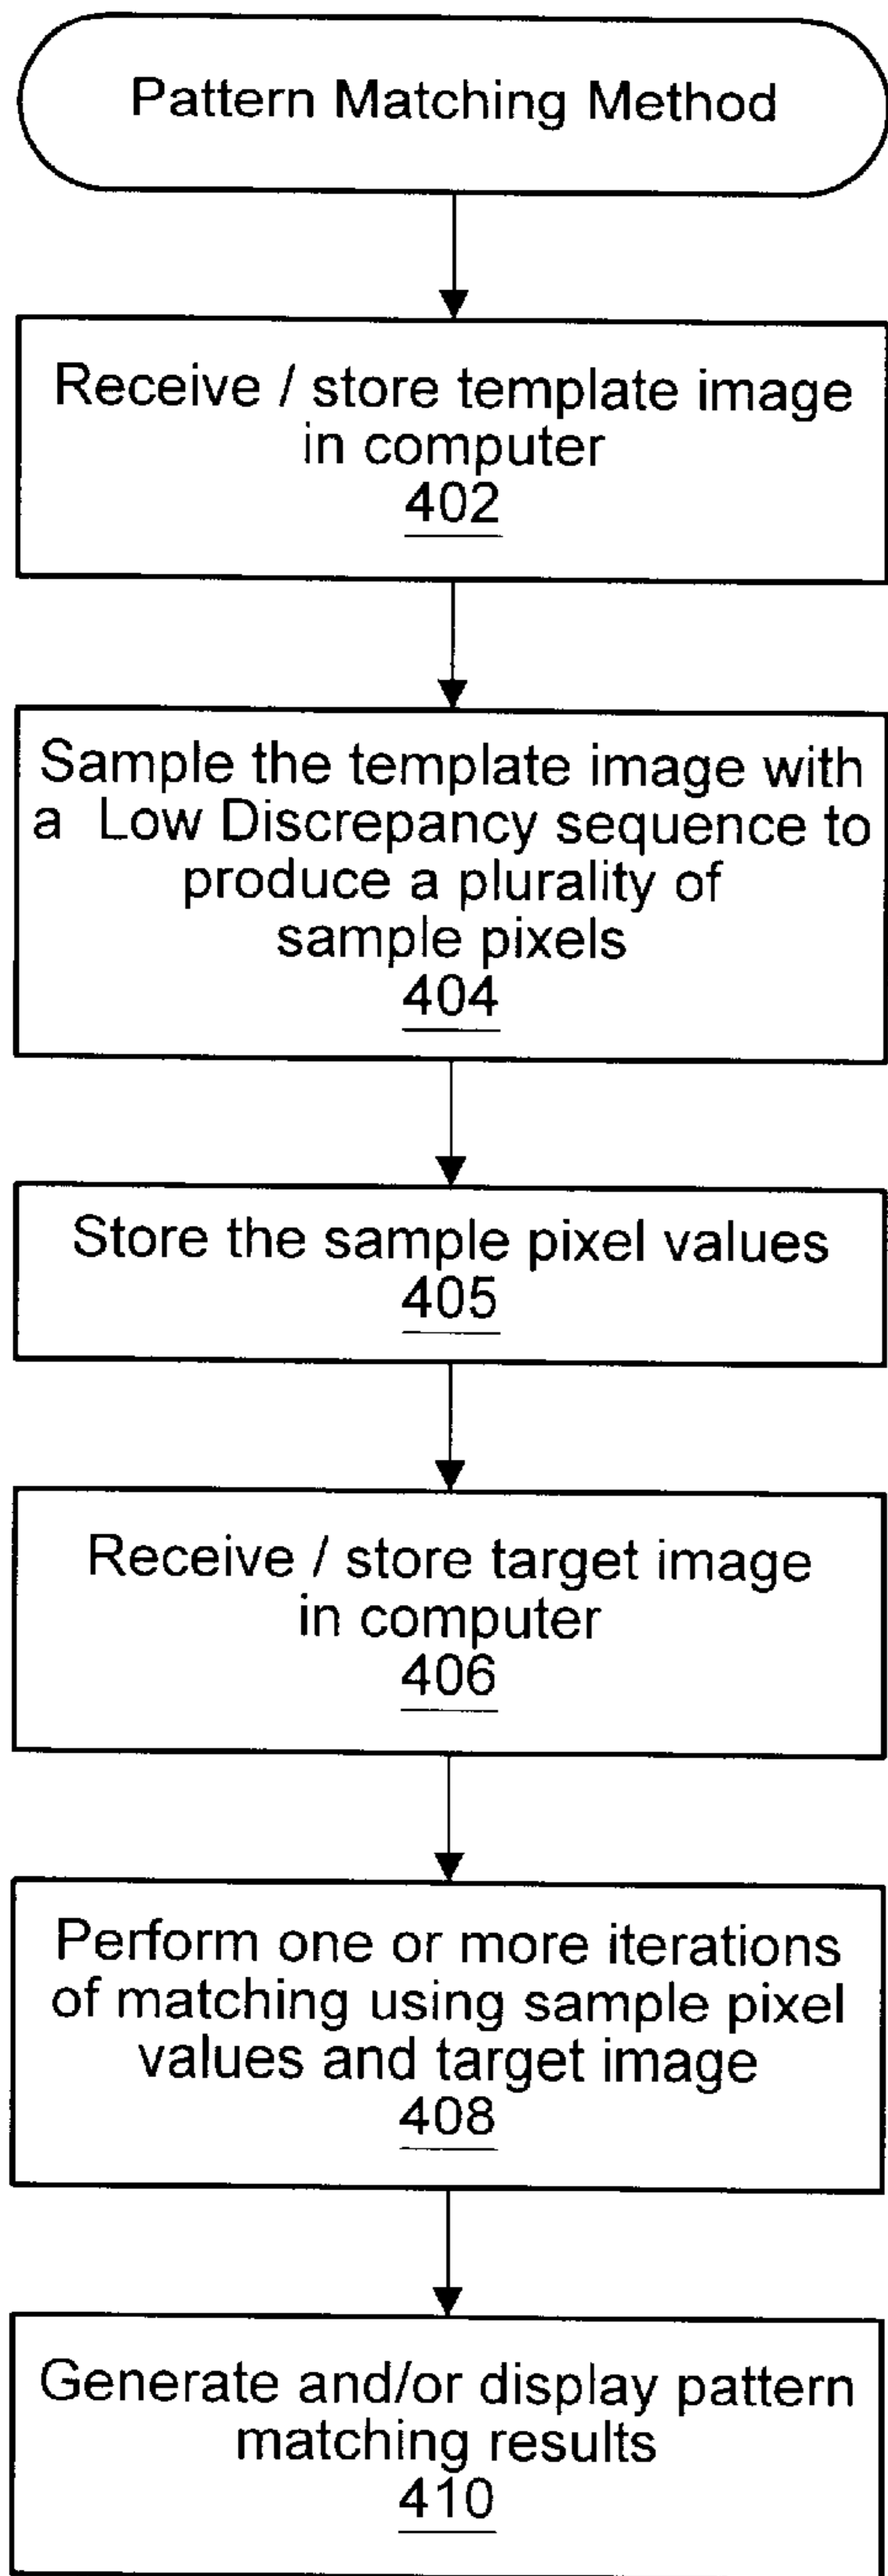 Pattern Matching Method
Receive / store template image
in computer
402
Sample the template image with
a Low Discrepancy sequence to
produce a plurality of
sample pixels
404
Store the sample pixel values
405
Receive / store target image
in computer
406
Perform one or more iterations
of matching using sample pixel
values and target image
408
Generate and/or display pattern
matching results
410